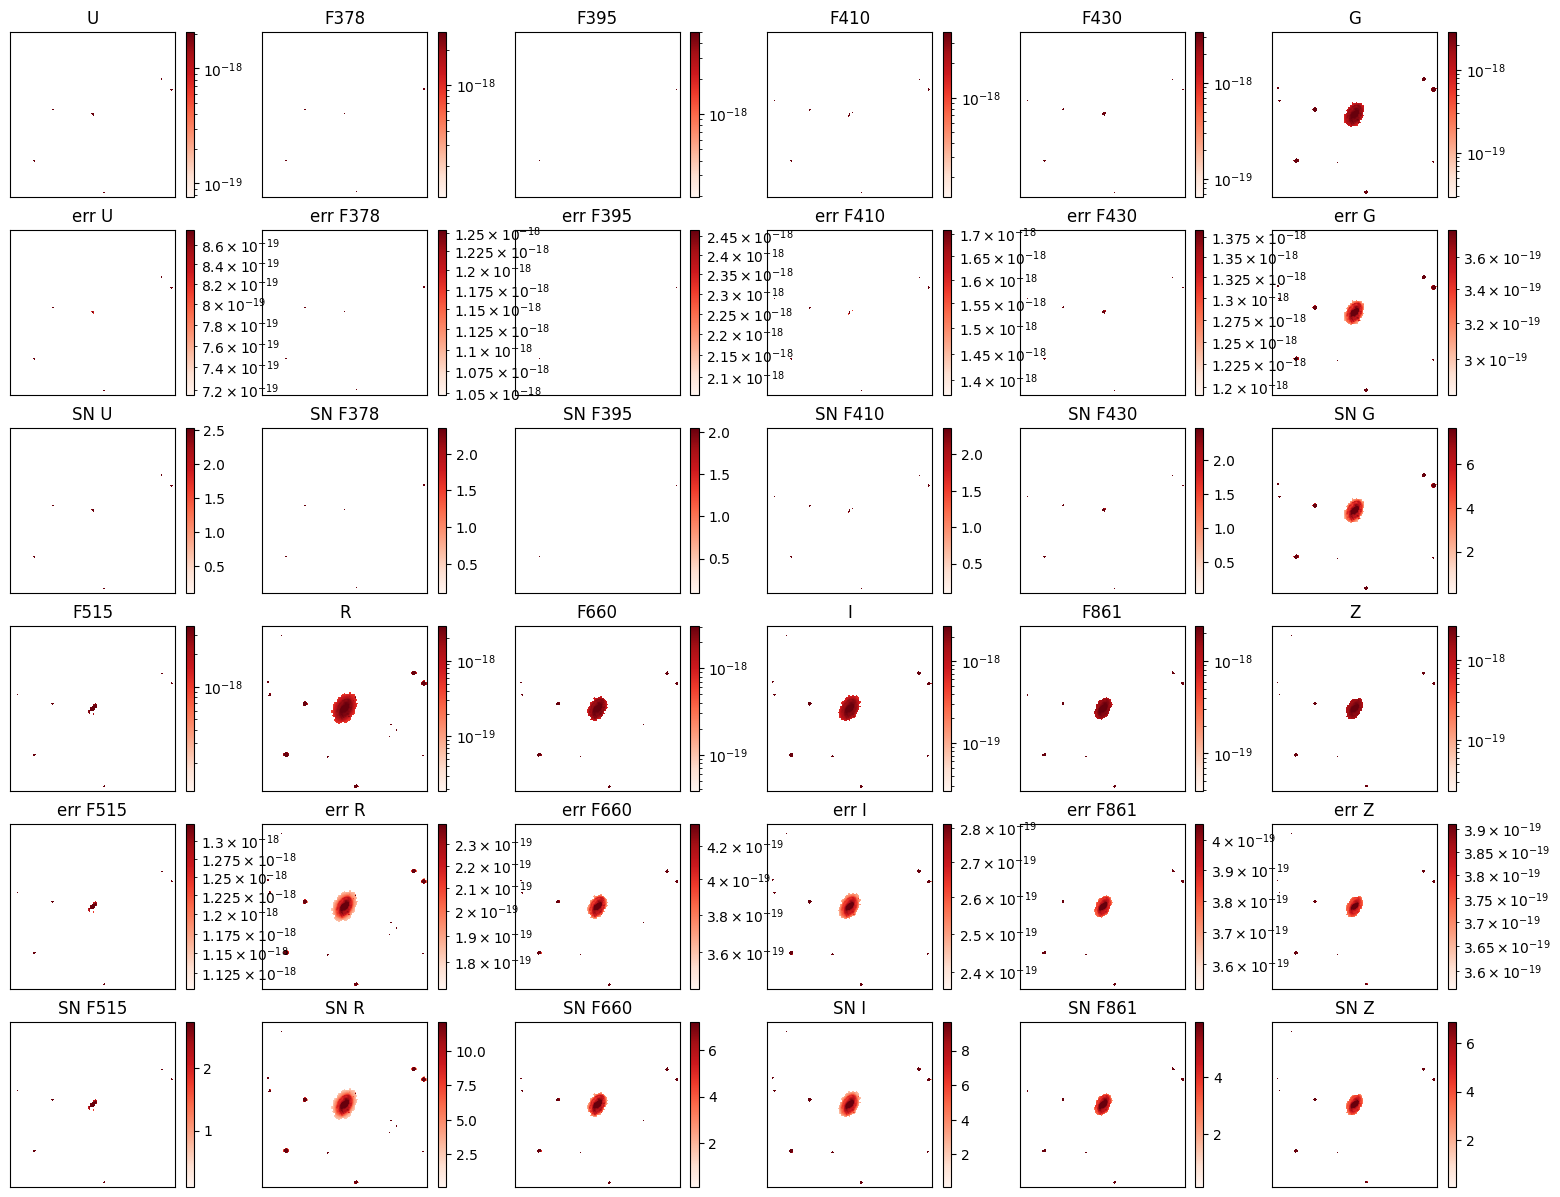 U F378 F395 F410 F430 G
10⁻¹⁸ 10⁻¹⁸ 10⁻¹⁸ 10⁻¹⁸ 10⁻¹⁸ 10⁻¹⁸
10⁻¹⁹ 10⁻¹⁹ 10⁻¹⁹
err U err F378 err F395 err F410 err F430 err G
8.6 × 10⁻¹⁹ 1.25 × 10⁻¹⁸ 2.45 × 10⁻¹⁸ 1.7 × 10⁻¹⁸ 1.375 × 10⁻¹⁸ 3.6 × 10⁻¹⁹
8.4 × 10⁻¹⁹ 1.225 × 10⁻¹⁸ 2.4 × 10⁻¹⁸ 1.65 × 10⁻¹⁸ 1.35 × 10⁻¹⁸ 3.4 × 10⁻¹⁹
8.2 × 10⁻¹⁹ 1.2 × 10⁻¹⁸ 2.35 × 10⁻¹⁸ 1.6 × 10⁻¹⁸ 1.325 × 10⁻¹⁸ 3.2 × 10⁻¹⁹
8 × 10⁻¹⁹ 1.175 × 10⁻¹⁸ 2.3 × 10⁻¹⁸ 1.55 × 10⁻¹⁸ 1.3 × 10⁻¹⁸ 3 × 10⁻¹⁹
7.8 × 10⁻¹⁹ 1.15 × 10⁻¹⁸ 2.25 × 10⁻¹⁸ 1.5 × 10⁻¹⁸ 1.275 × 10⁻¹⁸
7.6 × 10⁻¹⁹ 1.125 × 10⁻¹⁸ 2.2 × 10⁻¹⁸ 1.45 × 10⁻¹⁸ 1.25 × 10⁻¹⁸
7.4 × 10⁻¹⁹ 1.1 × 10⁻¹⁸ 2.15 × 10⁻¹⁸ 1.4 × 10⁻¹⁸ 1.225 × 10⁻¹⁸
7.2 × 10⁻¹⁹ 1.075 × 10⁻¹⁸ 2.1 × 10⁻¹⁸ 1.2 × 10⁻¹⁸
1.05 × 10⁻¹⁸
SN U SN F378 SN F395 SN F410 SN F430 SN G
2.5 2.0 2.0 2.0 2.0 6
2.0 1.5 1.5 1.5 1.5 4
1.5 1.0 1.0 1.0 1.0 2
1.0 0.5 0.5 0.5 0.5
0.5
F515 R F660 I F861 Z
10⁻¹⁸ 10⁻¹⁸ 10⁻¹⁸ 10⁻¹⁸ 10⁻¹⁸ 10⁻¹⁸
10⁻¹⁹ 10⁻¹⁹ 10⁻¹⁹ 10⁻¹⁹ 10⁻¹⁹
err F515 err R err F660 err I err F861 err Z
1.3 × 10⁻¹⁸ 2.3 × 10⁻¹⁹ 4.2 × 10⁻¹⁹ 2.8 × 10⁻¹⁹ 4 × 10⁻¹⁹ 3.9 × 10⁻¹⁹
1.275 × 10⁻¹⁸ 2.2 × 10⁻¹⁹ 4 × 10⁻¹⁹ 2.7 × 10⁻¹⁹ 3.9 × 10⁻¹⁹ 3.85 × 10⁻¹⁹
1.25 × 10⁻¹⁸ 2.1 × 10⁻¹⁹ 3.8 × 10⁻¹⁹ 2.6 × 10⁻¹⁹ 3.8 × 10⁻¹⁹ 3.8 × 10⁻¹⁹
1.225 × 10⁻¹⁸ 2 × 10⁻¹⁹ 3.6 × 10⁻¹⁹ 2.5 × 10⁻¹⁹ 3.7 × 10⁻¹⁹ 3.75 × 10⁻¹⁹
1.2 × 10⁻¹⁸ 1.9 × 10⁻¹⁹ 2.4 × 10⁻¹⁹ 3.6 × 10⁻¹⁹ 3.7 × 10⁻¹⁹
1.175 × 10⁻¹⁸ 1.8 × 10⁻¹⁹ 3.65 × 10⁻¹⁹
1.15 × 10⁻¹⁸ 3.6 × 10⁻¹⁹
1.125 × 10⁻¹⁸
SN F515 SN R SN F660 SN I SN F861 SN Z
2 10.0 6 8 4 6
1 7.5 4 6 2 4
5.0 2 4 2
2.5 2